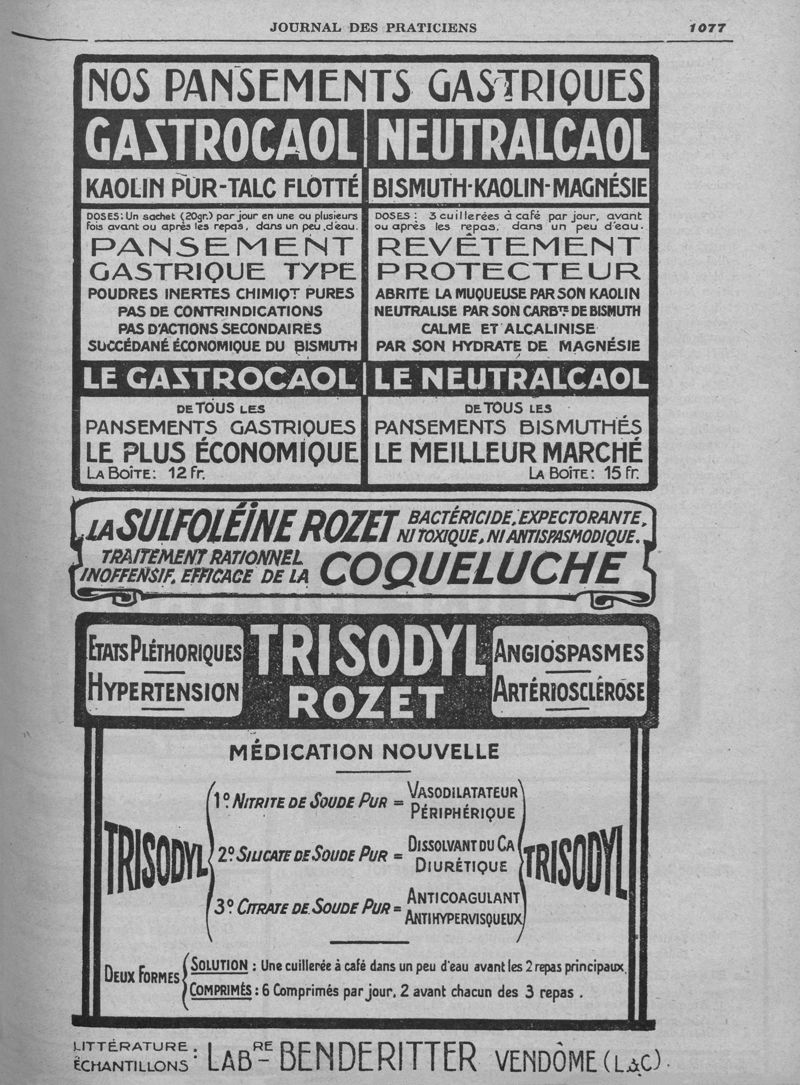 JOURNAL DES PRATICIENS 1077
NOS PANSEMENTS GASTRIQUES
GASTROCAOL
KAOLIN PUR-TALC FLOTTÉ
DOSES: Un sachet (20gr.) par jour en une ou plusieurs
fois avant ou après les repas, dans un peu d'eau.
PANSEMENT
GASTRIQUE TYPE
POUDRES INERTES CHIMIQT PURES
PAS DE CONTRINDICATIONS
PAS D'ACTIONS SECONDAIRES
SUCCÉDANÉ ÉCONOMIQUE DU BISMUTH
LE GASTROCAOL
DE TOUS LES
PANSEMENTS GASTRIQUES
LE PLUS ÉCONOMIQUE
LA BOÎTE: 12 Fr.
NEUTRALCAOL
BISMUTH-KAOLIN-MAGNÉSIE
DOSES: 3 cuillerées à café par jour, avant
ou après les repas, dans un peu d'eau.
REVÊTEMENT
PROTECTEUR
ABRITE LA MUQUEUSE PAR SON KAOLIN
NEUTRALISE PAR SON CARBTE DE BISMUTH
CALME ET ALCALINISE
PAR SON HYDRATE DE MAGNÉSIE
LE NEUTRALCAOL
DE TOUS LES
PANSEMENTS BISMUTHÉS
LE MEILLEUR MARCHÉ
LA BOÎTE: 15 Fr.
LA SULFOLÉÏNE ROZET BACTÉRICIDE, EXPECTORANTE,
NI TOXIQUE, NI ANTISPASMODIQUE.
TRAITEMENT RATIONNEL
INOFFENSIF, EFFICACE DE LA COQUELUCHE
ETATS PLÉTHORIQUES
HYPERTENSION
TRISODYL
ROZET
ANGIOSPASMES
ARTÉRIOSCLÉROSE
MÉDICATION NOUVELLE
TRISODYL
1º. NITRITE DE SOUDE PUR = VASODILATATEUR
PÉRIPHÉRIQUE
2º. SILICATE DE SOUDE PUR = DISSOLVANT DU CA
DIURÉTIQUE
3º. CITRATE DE SOUDE PUR = ANTICOAGULANT
ANTIHYPERVISQUEUX
TRISODYL
DEUX FORMES
SOLUTION : Une cuillerée à café dans un peu d'eau avant les 2 repas principaux.
COMPRIMÉS : 6 Comprimés par jour, 2 avant chacun des 3 repas.
LITTÉRATURE
ÉCHANTILLONS : LABRE BENDERITTER VENDÔME (L&C).